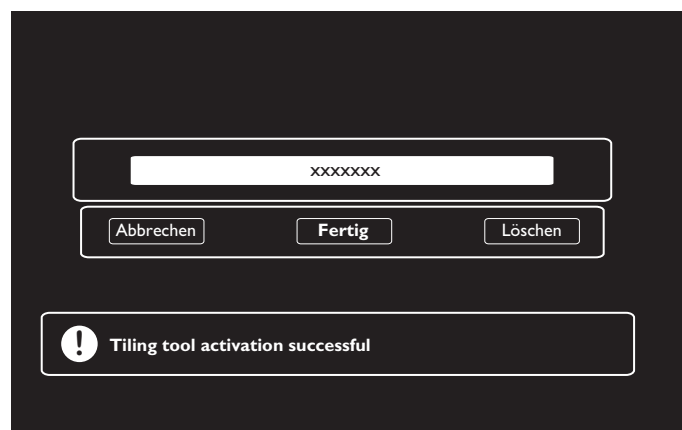 xxxxxxx
Abbrechen Fertig Löschen
Tiling tool activation successful